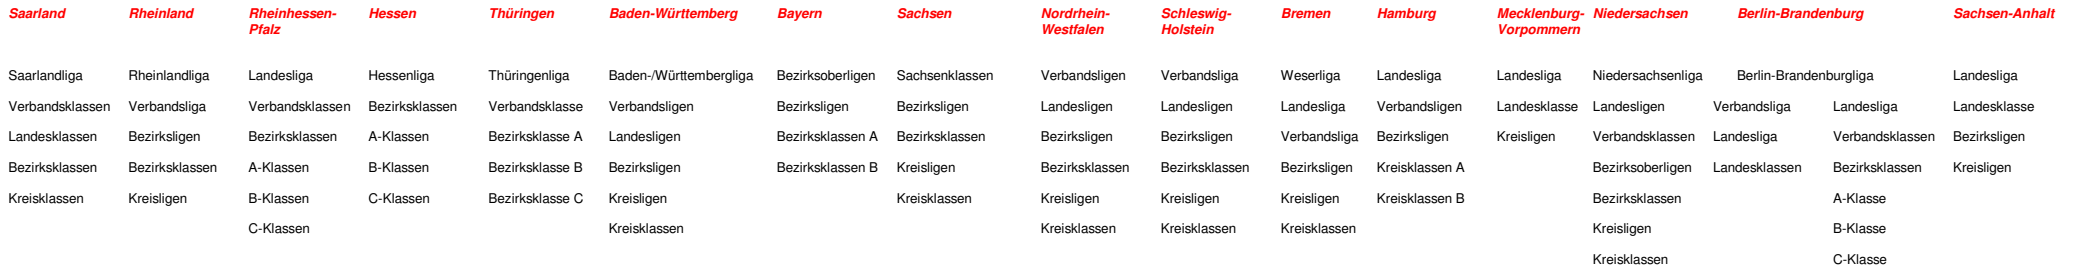 Saarland Rheinland Rheinhessen- Hessen Thüringen Baden-Württemberg Bayern Sachsen Nordrhein- Schleswig- Bremen Hamburg Mecklenburg- Niedersachsen Berlin-Brandenburg Sachsen-Anhalt
Pfalz Westfalen Holstein Vorpommern
Saarlandliga Rheinlandliga Landesliga Hessenliga Thüringenliga Baden-/Württembergliga Bezirksoberligen Sachsenklassen Verbandsligen Verbandsliga Weserliga Landesliga Landesliga Niedersachsenliga Berlin-Brandenburgliga Landesliga
Verbandsklassen Verbandsliga Verbandsklassen Bezirksklassen Verbandsklasse Verbandsligen Bezirksligen Bezirksligen Landesligen Landesligen Landesliga Verbandsligen Landesklasse Landesligen Verbandsliga Landesliga Landesklasse
Landesklassen Bezirksligen Bezirksklassen A-Klassen Bezirksklasse A Landesligen Bezirksklassen A Bezirksklassen Bezirksligen Bezirksligen Verbandsliga Bezirksligen Kreisligen Verbandsklassen Landesliga Verbandsklassen Bezirksligen
Bezirksklassen Bezirksklassen A-Klassen B-Klassen Bezirksklasse B Bezirksligen Bezirksklassen B Kreisligen Bezirksklassen Bezirksklassen Bezirksligen Kreisklassen A Bezirksoberligen Landesklassen Bezirksklassen Kreisligen
Kreisklassen Kreisligen B-Klassen C-Klassen Bezirksklasse C Kreisligen Kreisklassen Kreisligen Kreisligen Kreisligen Kreisklassen B Bezirksklassen A-Klasse
C-Klassen Kreisklassen Kreisklassen Kreisklassen Kreisklassen Kreisligen B-Klasse
Kreisklassen C-Klasse